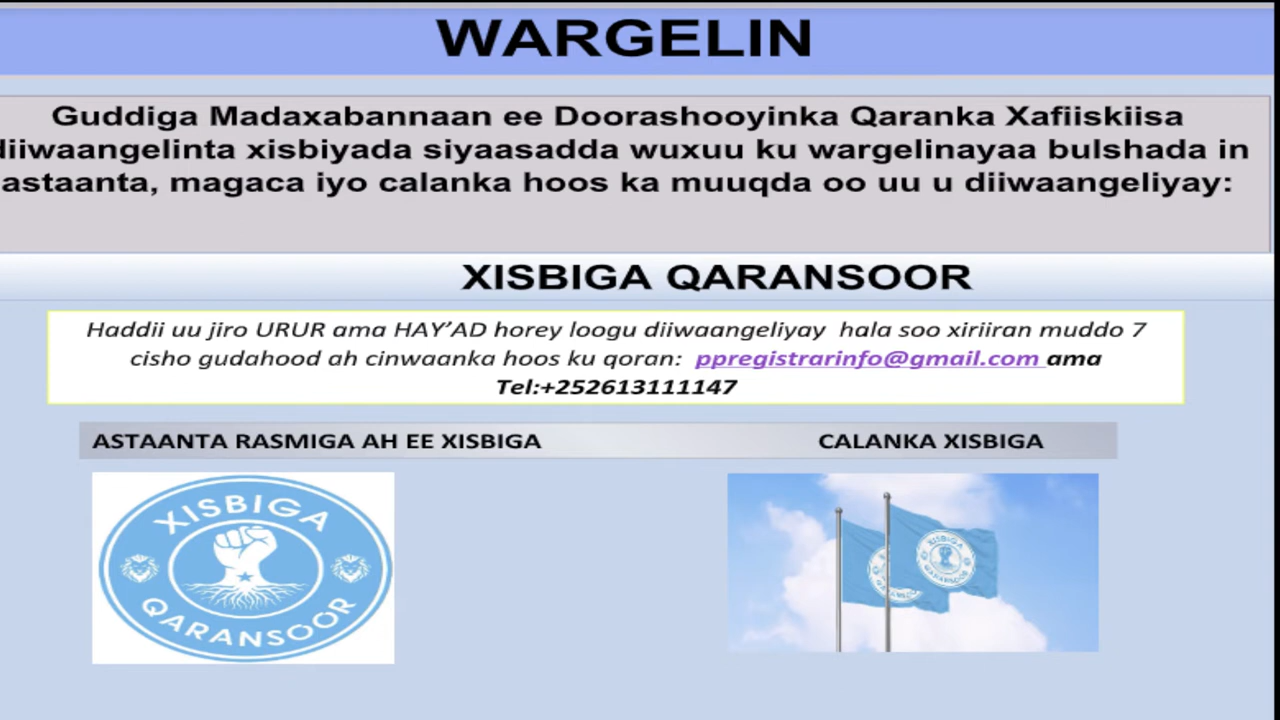 WARGELIN
Guddiga Madaxabannaan ee Doorashooyinka Qaranka Xafiiskiisa
diiwaangelinta xisbiyada siyaasadda wuxuu ku wargelinayaa bulshada in
astaanta, magaca iyo calanka hoos ka muuqda oo uu u diiwaangeliyay:
XISBIGA QARANSOOR
Haddii uu jiro URUR ama HAY’AD horey loogu diiwaangeliyay hala soo xiriiran muddo 7
cisho gudahood ah cinwaanka hoos ku qoran: ppregistrarinfo@gmail.com ama
Tel:+252613111147
ASTAANTA RASMIGA AH EE XISBIGA
CALANKA XISBIGA
XISBIGA
QARANSOOR
XISBIGA
QARANSOOR